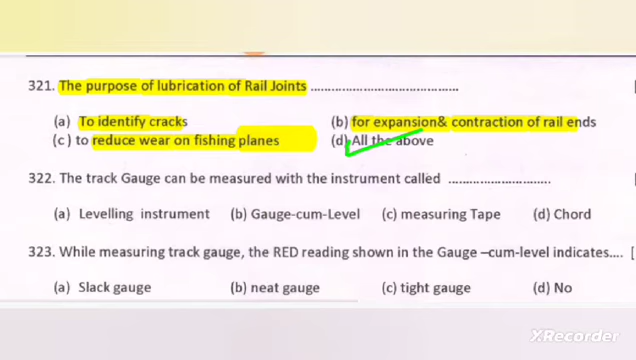 321. The purpose of lubrication of Rail Joints ................................................
(a) To identify cracks (b) for expansion& contraction of rail ends
(c) to reduce wear on fishing planes (d) All the above
322. The track Gauge can be measured with the instrument called ..............................
(a) Levelling instrument (b) Gauge-cum-Level (c) measuring Tape (d) Chord
323. While measuring track gauge, the RED reading shown in the Gauge –cum-level indicates.... [
(a) Slack gauge (b) neat gauge (c) tight gauge (d) No
XRecorder